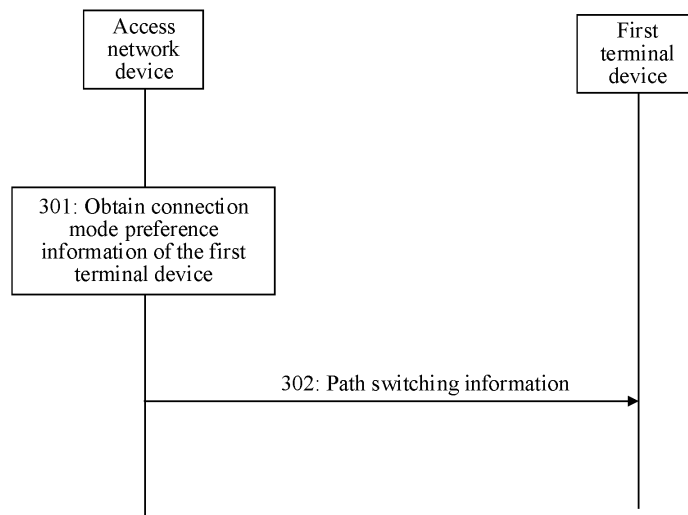 Access
network
device
First
terminal
device
301: Obtain connection
mode preference
information of the first
terminal device
302: Path switching information